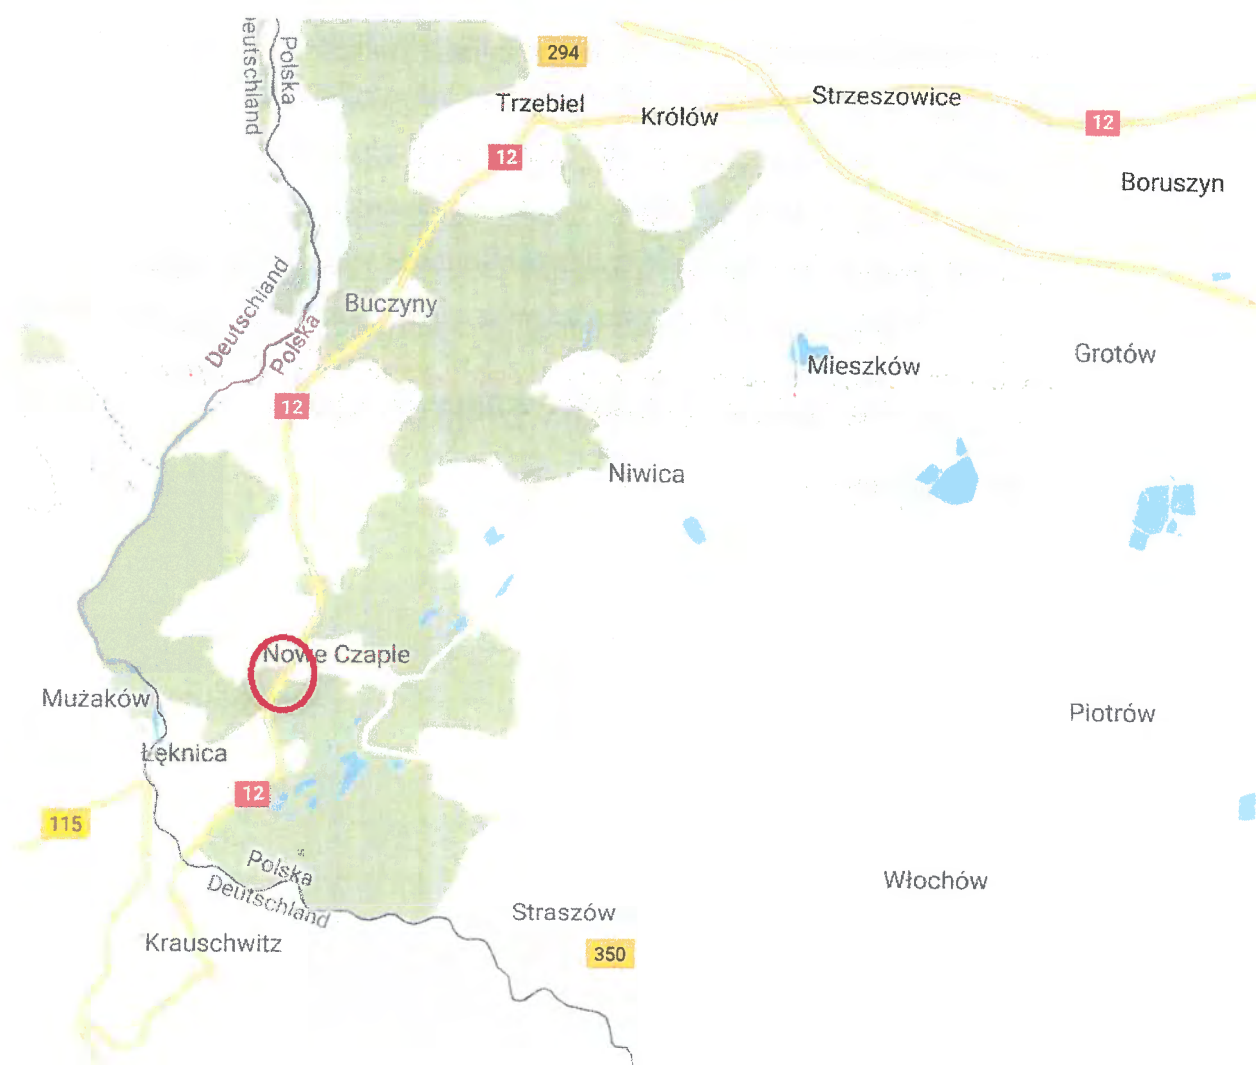 Polska
eutschland
294
Trzebiel
Królów
Strzeszowice
12
12
Boruszyn
Deutschland
Polska
Buczyny
Mieszków
Grotów
12
Niwica
Nowe Czaple
Mużaków
Piotrów
Łęknica
12
115
Polska
Deutschland
Włochów
Straszów
Krauschwitz
350